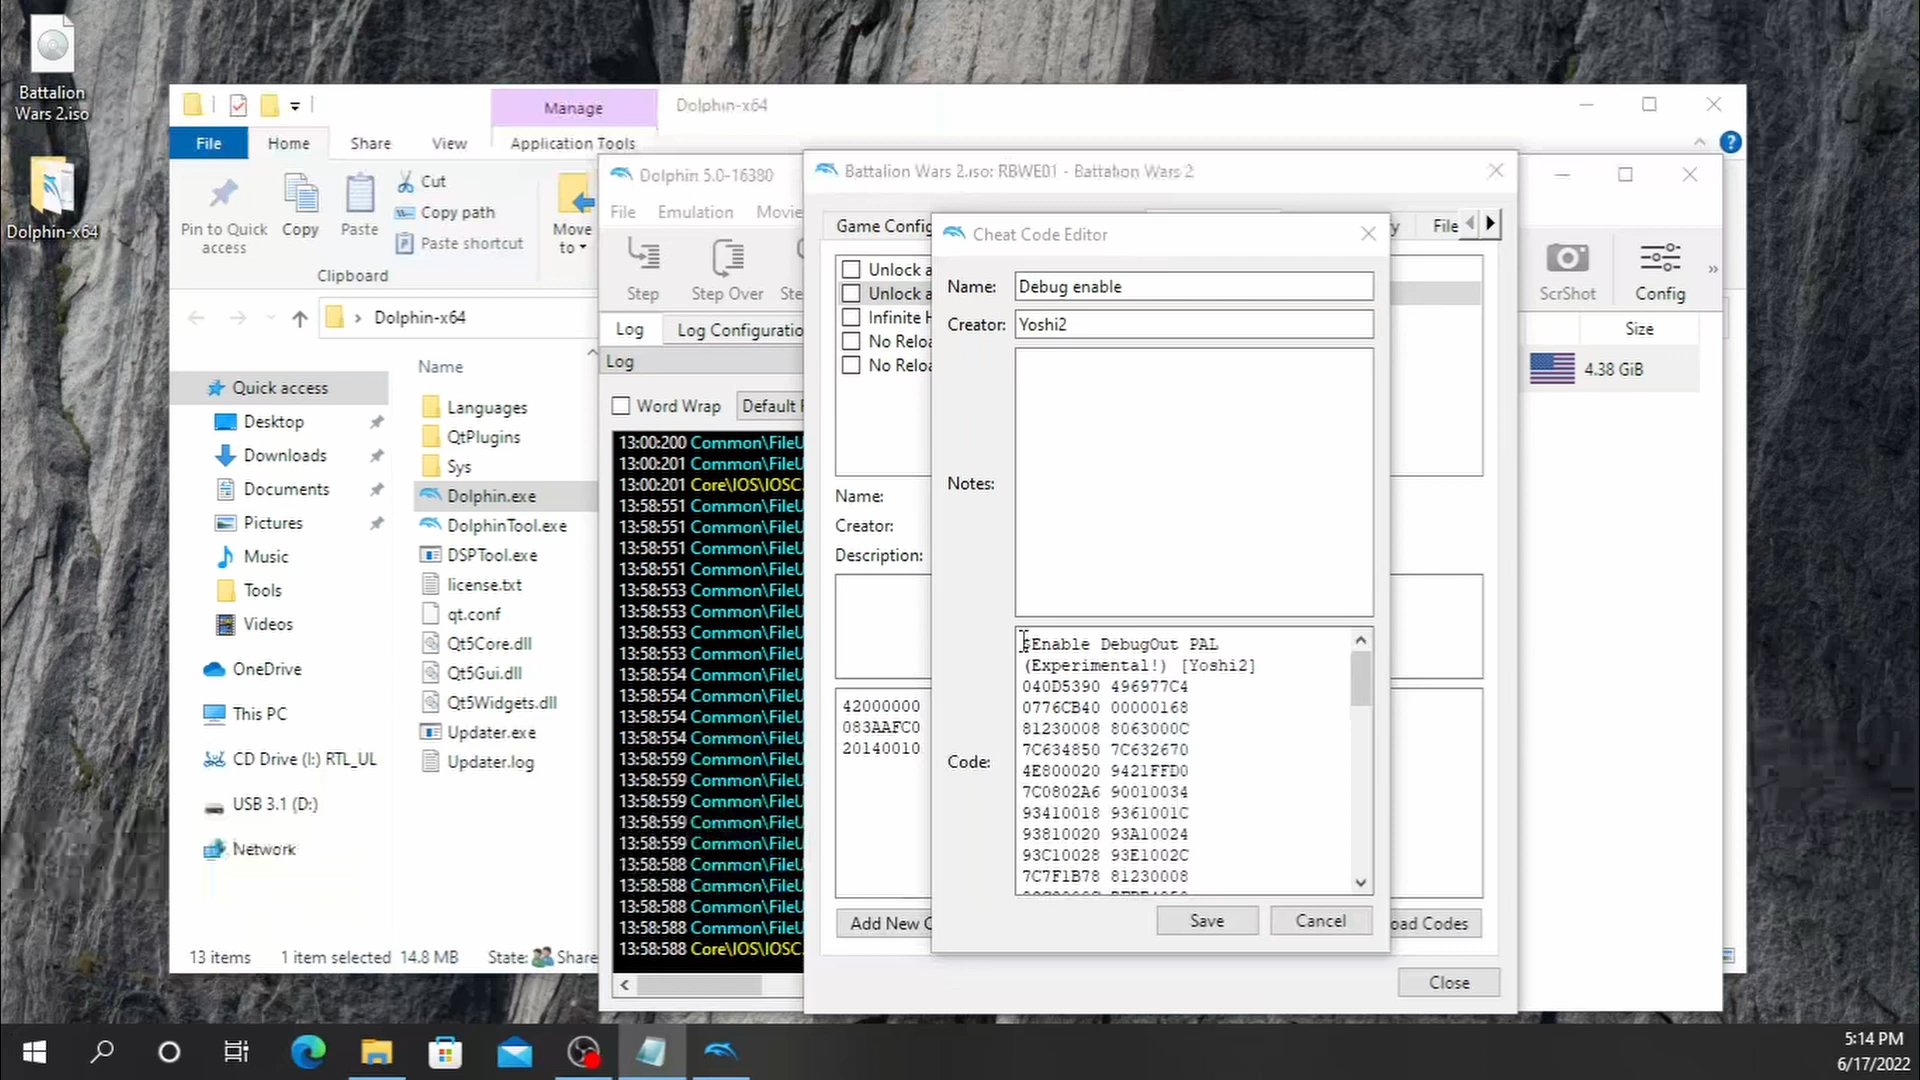 Battalion
Wars 2.iso
Dolphin-x64
Manage
Dolphin-x64
File
Home
Share
View
Application Tools
Pin to Quick
access
Copy
Paste
Cut
Copy path
Paste shortcut
Move
to
Clipboard
Dolphin-x64
Quick access
Desktop
Downloads
Documents
Pictures
Music
Tools
Videos
OneDrive
This PC
CD Drive (I:) RTL_UL
USB 3.1 (D:)
Network
Name
Languages
QtPlugins
Sys
Dolphin.exe
DolphinTool.exe
DSPTool.exe
license.txt
qt.conf
Qt5Core.dll
Qt5Gui.dll
Qt5Widgets.dll
Updater.exe
Updater.log
13 items
1 item selected
14.8 MB
State:
Share
Dolphin 5.0-16380
File
Emulation
Movie
Step
Step Over
Ste
ScrShot
Config
»
Log
Log Configuratio
Log
Word Wrap
Default F
13:00:200 Common\FileU
13:00:201 Common\FileU
13:00:201 Core\IOS\IOSC.
13:58:551 Common\FileU
13:58:551 Common\FileU
13:58:551 Common\FileU
13:58:551 Common\FileU
13:58:553 Common\FileU
13:58:553 Common\FileU
13:58:553 Common\FileU
13:58:553 Common\FileU
13:58:554 Common\FileU
13:58:554 Common\FileU
13:58:554 Common\FileU
13:58:554 Common\FileU
13:58:559 Common\FileU
13:58:559 Common\FileU
13:58:559 Common\FileU
13:58:559 Common\FileU
13:58:559 Common\FileU
13:58:588 Common\FileU
13:58:588 Common\FileU
13:58:588 Common\FileU
13:58:588 Common\FileU
13:58:588 Core\IOS\IOSC.
Size
4.38 GiB
Battalion Wars 2.iso: RBWE01 - Battalion Wars 2
Game Config
y
File
Unlock a
Unlock a
Infinite H
No Reloa
No Reloa
Name:
Creator:
Description:
42000000
083AAFC0
20140010
Add New C
oad Codes
Close
Cheat Code Editor
Name:
Debug enable
Creator:
Yoshi2
Notes:
Code:
$Enable DebugOut PAL
(Experimental!) [Yoshi2]
040D5390 496977C4
0776CB40 00000168
81230008 8063000C
7C634850 7C632670
4E800020 9421FFD0
7C0802A6 90010034
93410018 9361001C
93810020 93A10024
93C10028 93E1002C
7C7F1B78 81230008
Save
Cancel
5:14 PM
6/17/2022